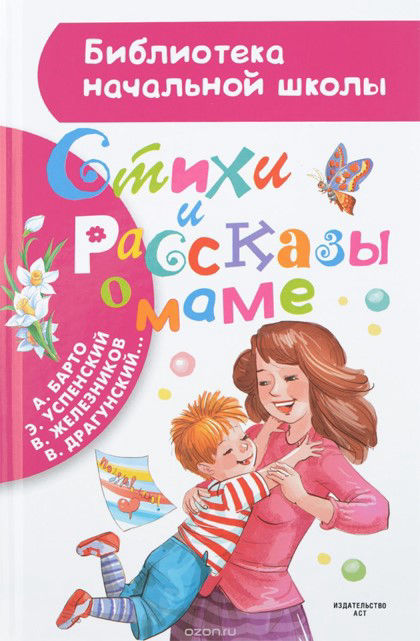 Библиотека
начальной школы
Стихи
и
Рассказы
о маме
А. БАРТО
Э. УСПЕНСКИЙ
В. ЖЕЛЕЗНИКОВ
В. ДРАГУНСКИЙ...
ИЗДАТЕЛЬСТВО
АСТ
ozon.ru